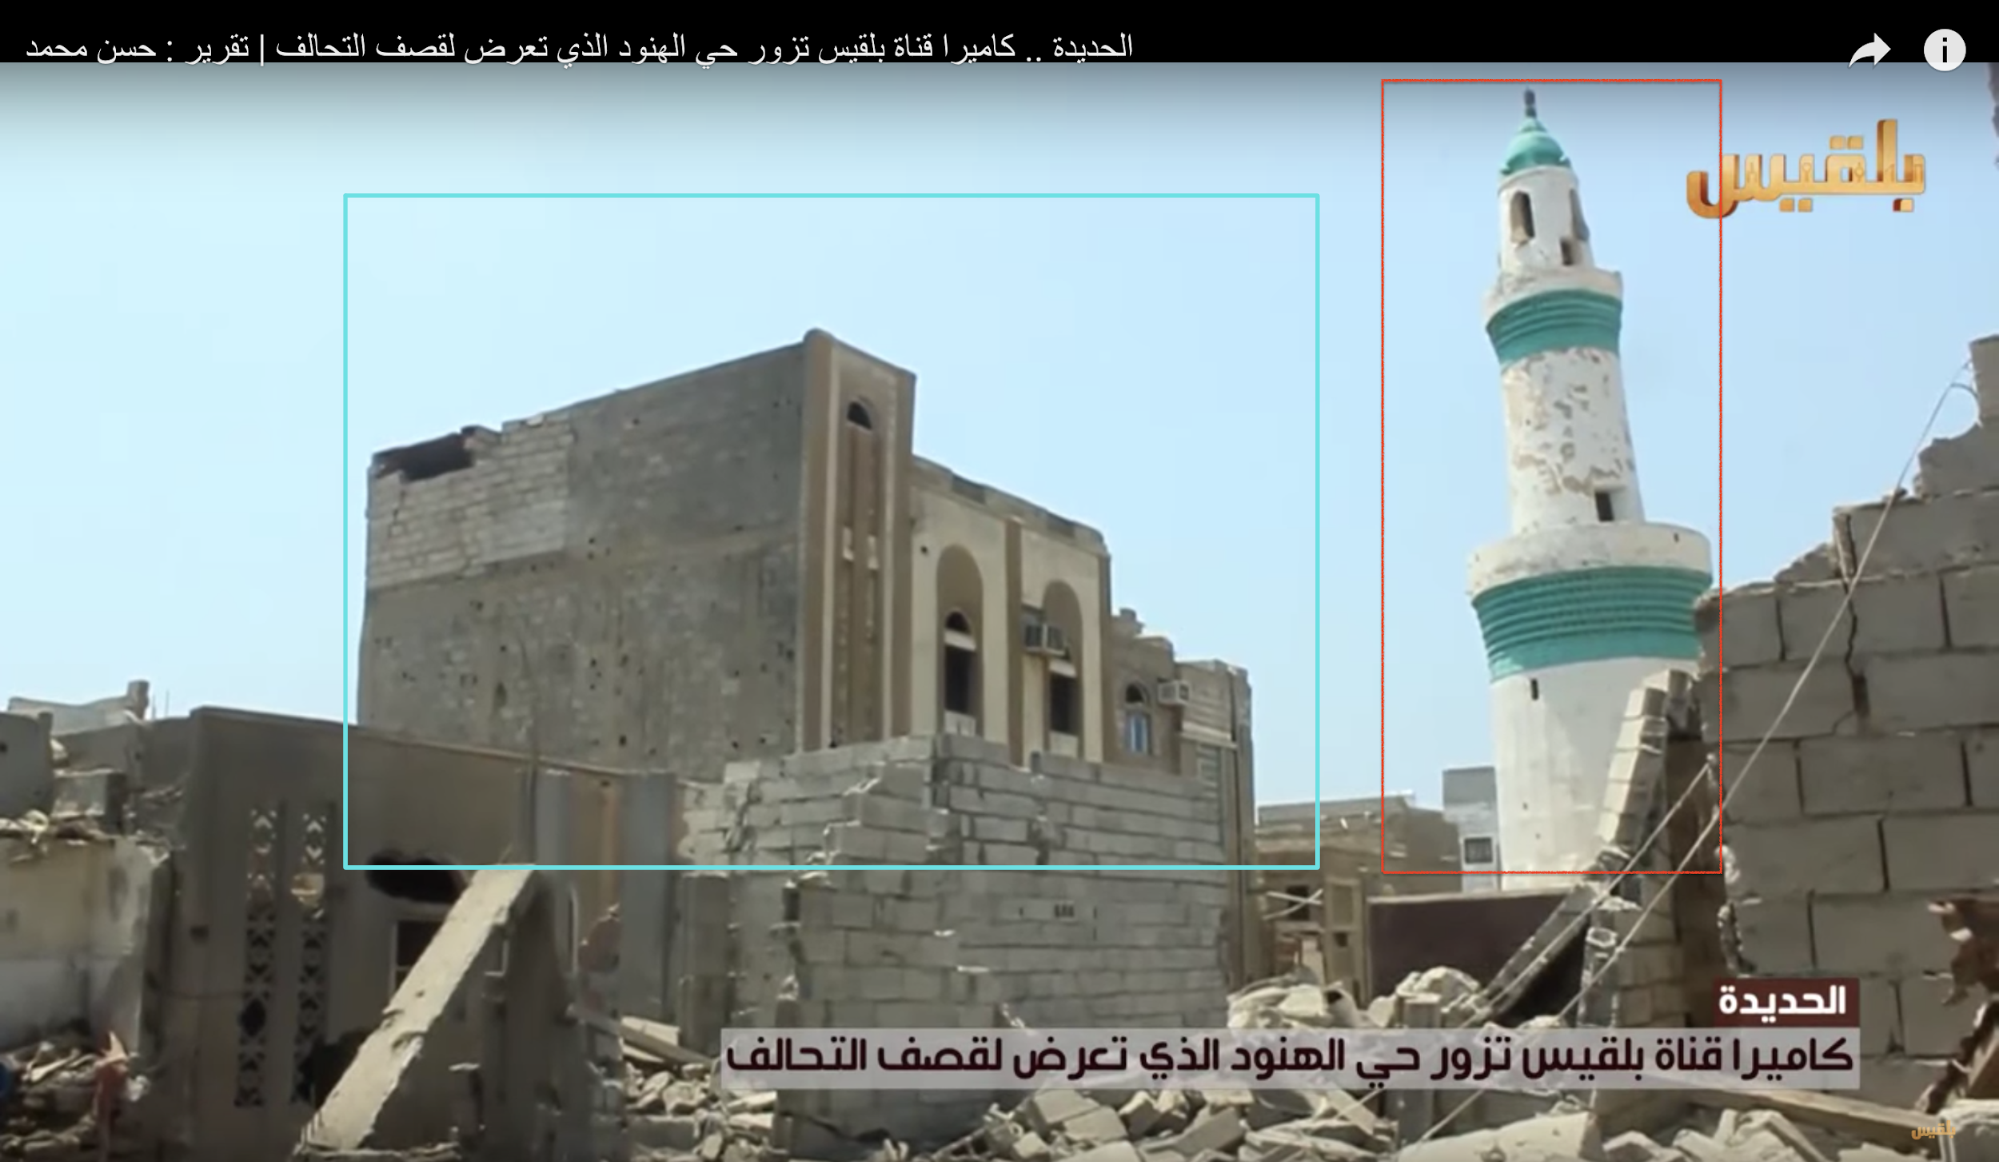 الحديدة .. كاميرا قناة بلقيس تزور حي الهنود الذي تعرض لقصف التحالف | تقرير : حسن محمد
بلقيس
الحديدة
كاميرا قناة بلقيس تزور حي الهنود الذي تعرض لقصف التحالف
بلقيس